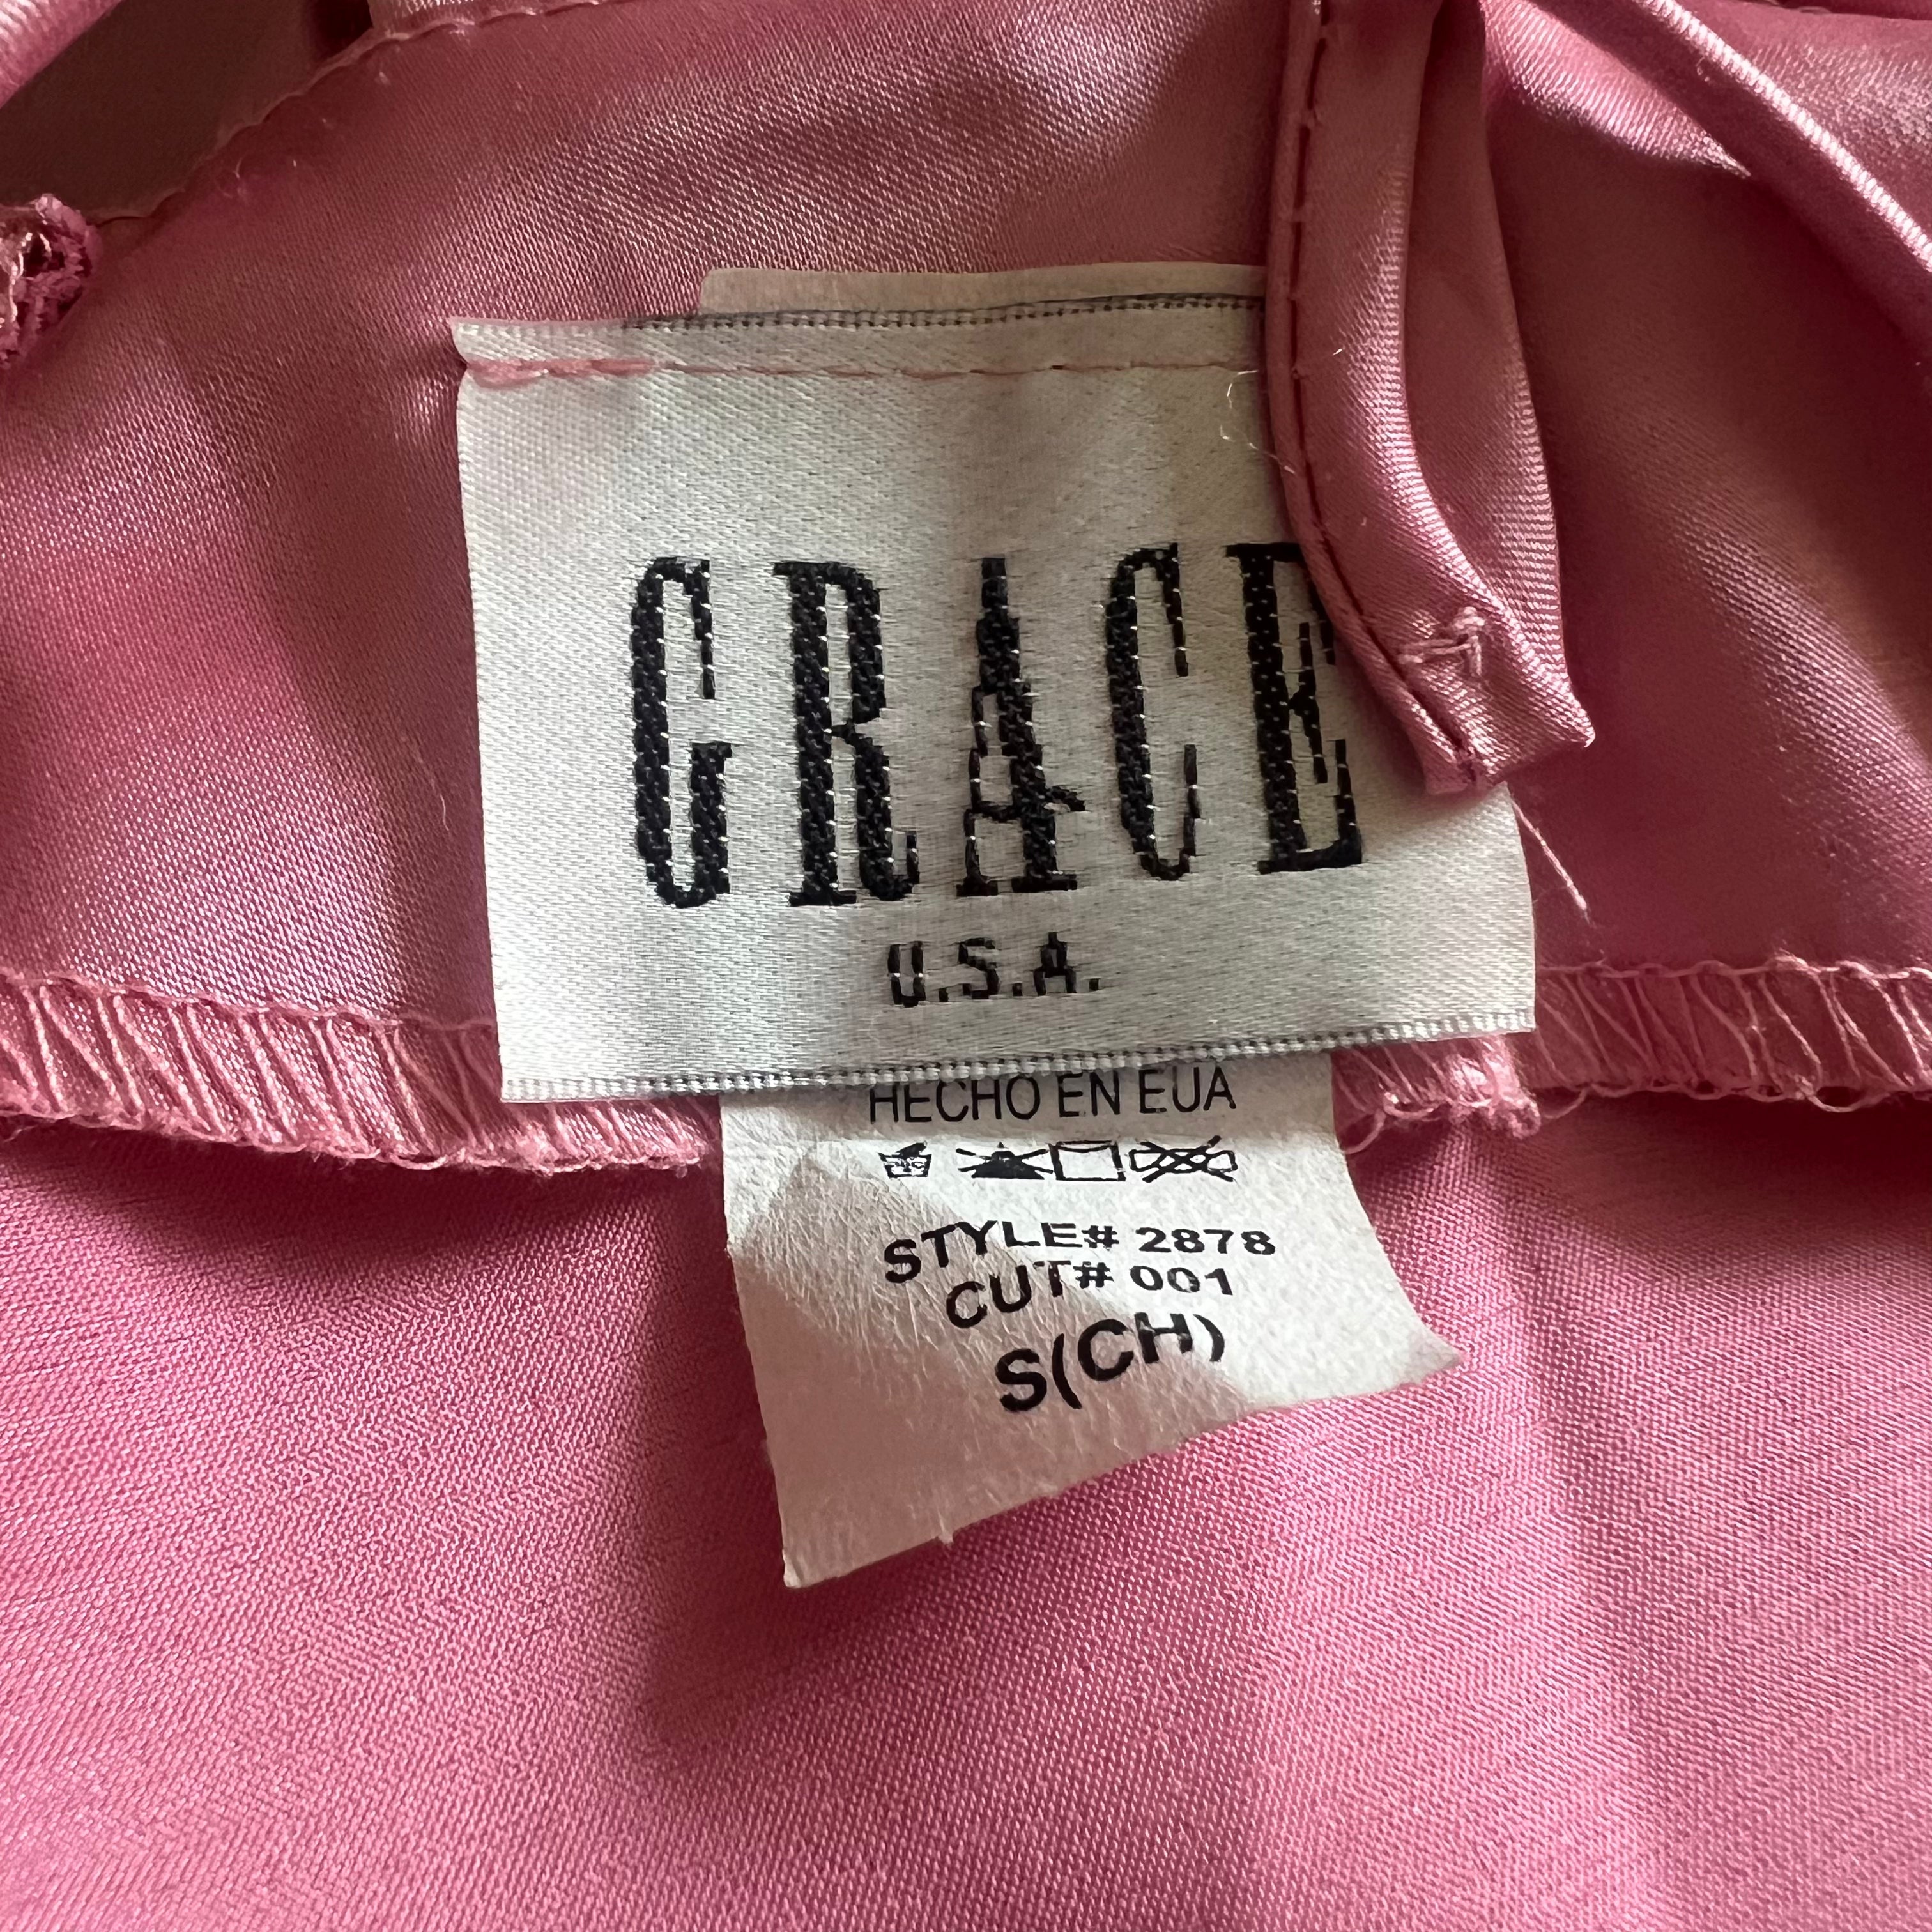 GRACE
U.S.A.
HECHO EN EUA
STYLE# 2878
CUT# 001
S(CH)